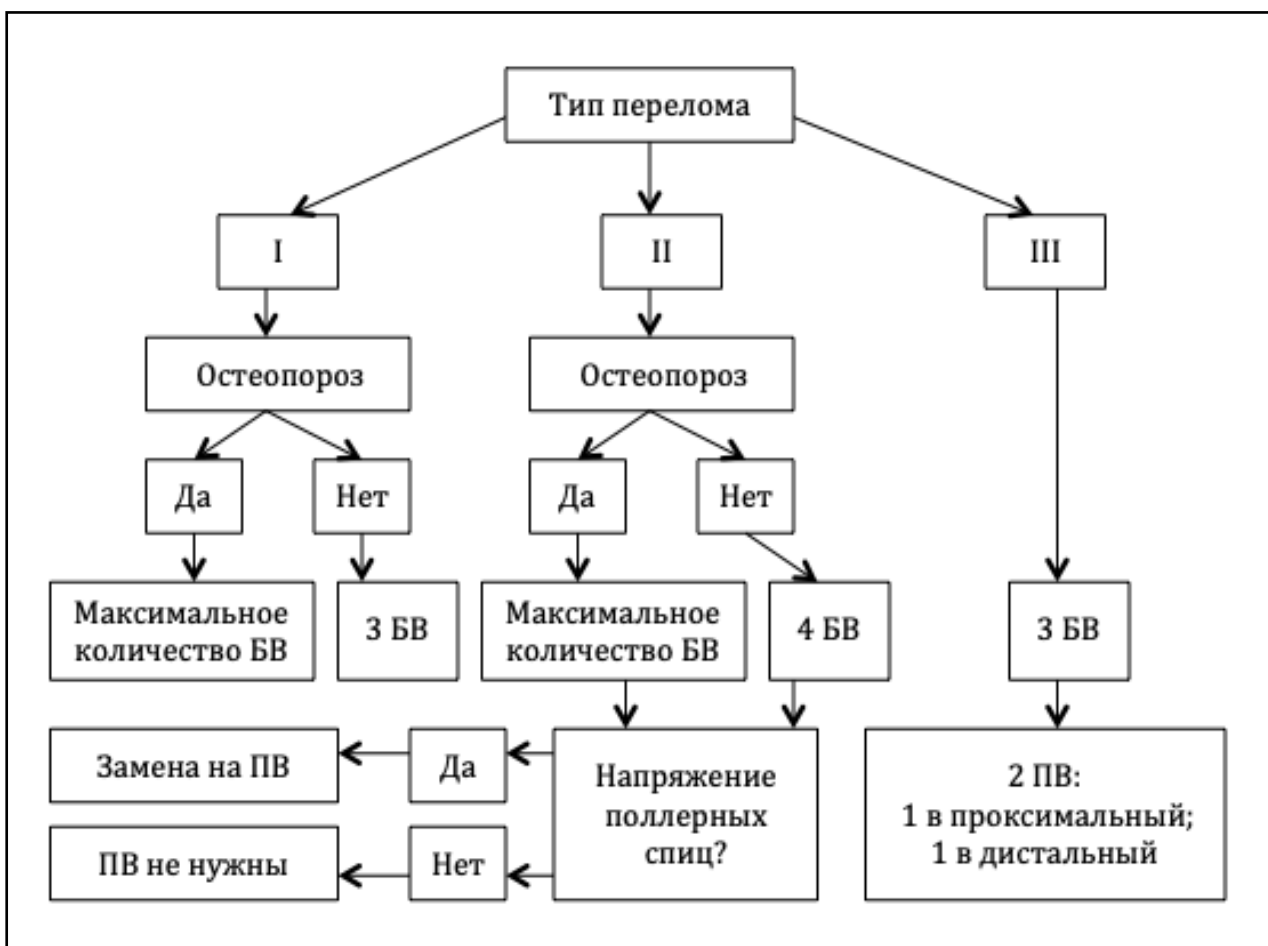 Тип перелома
I
II
III
Остеопороз
Остеопороз
Да
Нет
Да
Нет
Максимальное
количество БВ
3 БВ
Максимальное
количество БВ
4 БВ
3 БВ
Замена на ПВ
Да
ПВ не нужны
Нет
Напряжение
поллерных
спиц?
2 ПВ:
1 в проксимальный;
1 в дистальный